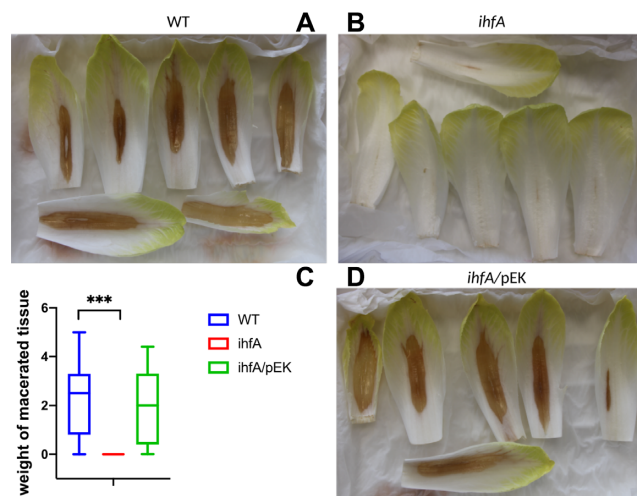 WT
A
ihfA
B
C
weight of macerated tissue
6
4
2
0
***
WT
ihfA
ihfA/pEK
D
ihfA/pEK